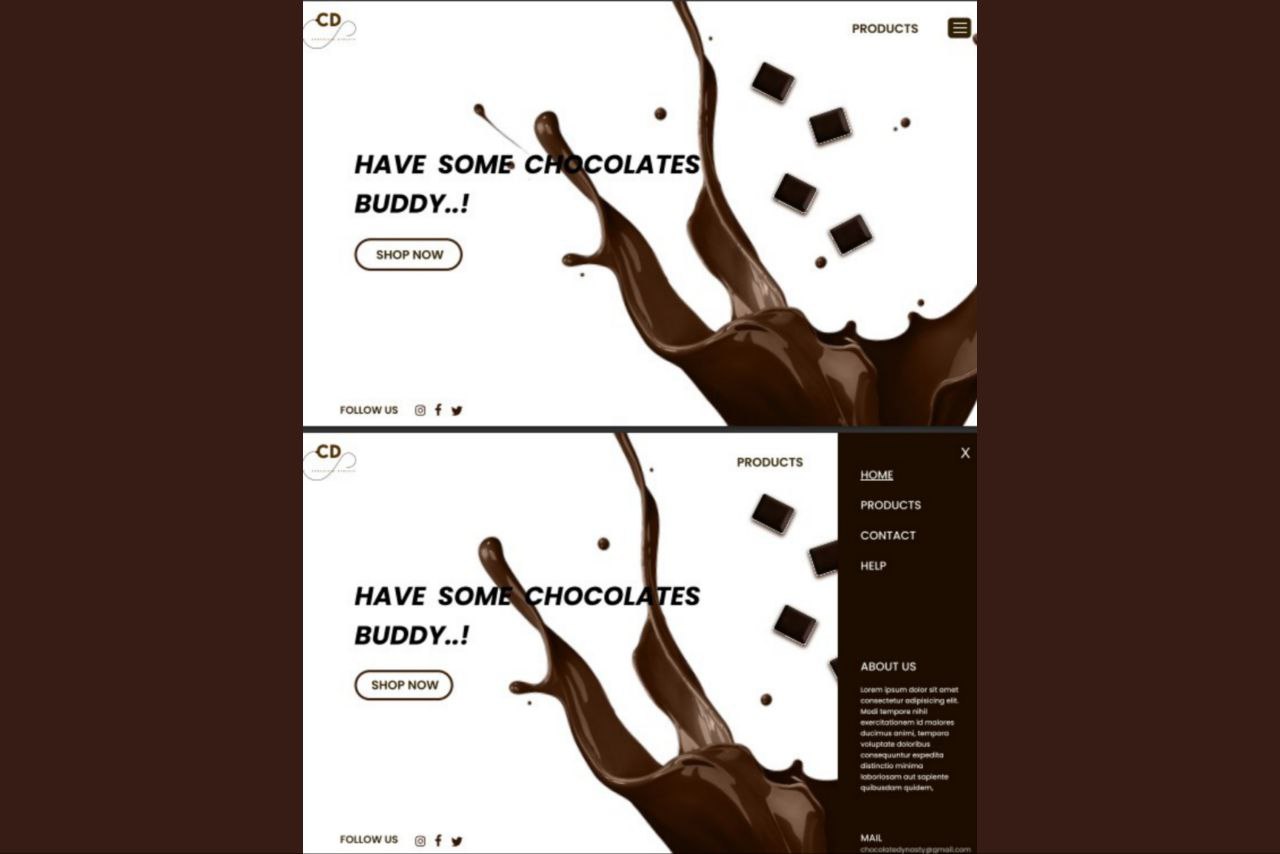 CD
PRODUCTS
HAVE SOME CHOCOLATES
BUDDY..!
SHOP NOW
FOLLOW US
CD
PRODUCTS
X
HOME
PRODUCTS
CONTACT
HELP
HAVE SOME CHOCOLATES
BUDDY..!
SHOP NOW
ABOUT US
Lorem ipsum dolor sit amet
consectetur adipisicing elit.
Modi tempore nihil
exercitationem id maiores
ducimus animi, tempora
voluptate doloribus
consequuntur expedita
distinctio minima
laboriosam aut sapiente
quibusdam quidem,
MAIL
chocolatedynasty@gmail.com
FOLLOW US